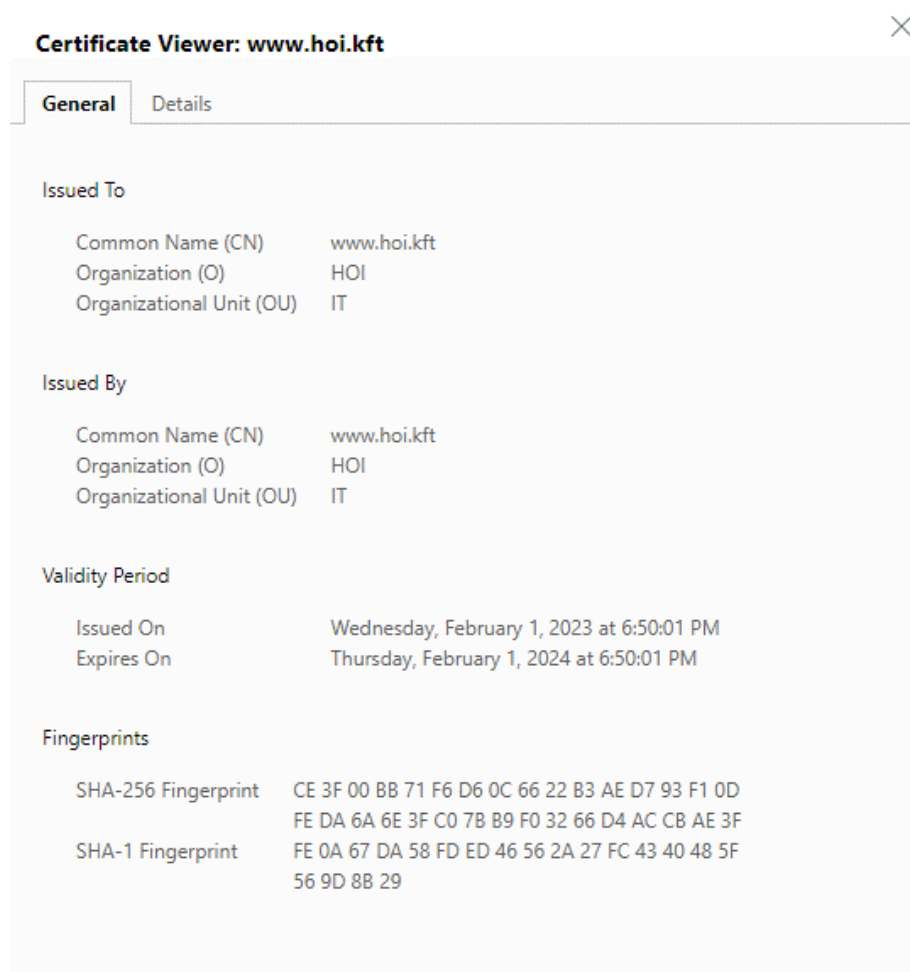 Certificate Viewer: www.hoi.kft
General Details
Issued To
Common Name (CN) www.hoi.kft
Organization (O) HOI
Organizational Unit (OU) IT
Issued By
Common Name (CN) www.hoi.kft
Organization (O) HOI
Organizational Unit (OU) IT
Validity Period
Issued On Wednesday, February 1, 2023 at 6:50:01 PM
Expires On Thursday, February 1, 2024 at 6:50:01 PM
Fingerprints
SHA-256 Fingerprint CE 3F 00 BB 71 F6 D6 0C 66 22 B3 AE D7 93 F1 0D
FE DA 6A 6E 3F C0 7B B9 F0 32 66 D4 AC CB AE 3F
SHA-1 Fingerprint FE 0A 67 DA 58 FD ED 46 56 2A 27 FC 43 40 48 5F
56 9D 8B 29